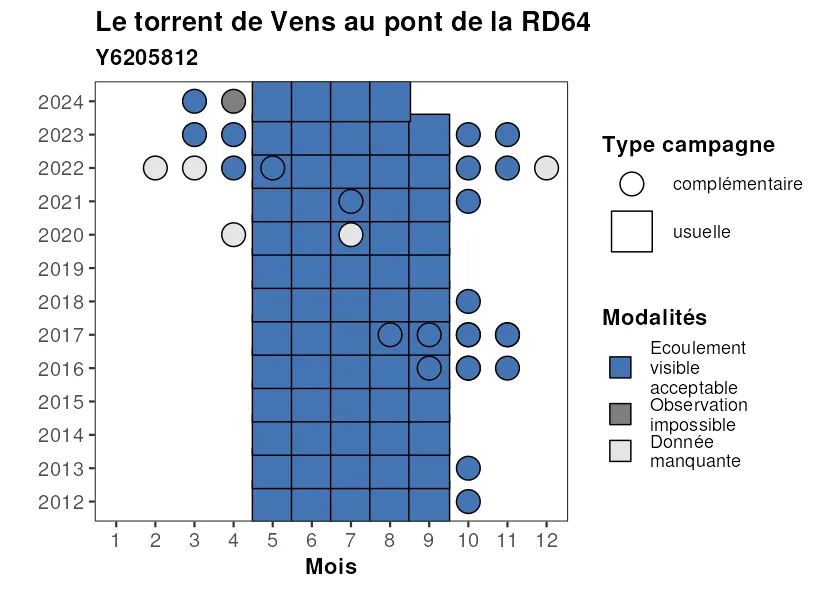 Le torrent de Vens au pont de la RD64
Y6205812
2024
2023
2022
2021
2020
2019
2018
2017
2016
2015
2014
2013
2012
1 2 3 4 5 6 7 8 9 10 11 12
Mois
Type campagne
complémentaire
usuelle
Modalités
Ecoulement
visible
acceptable
Observation
impossible
Donnée
manquante